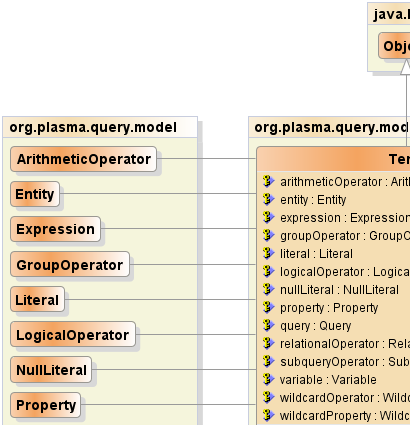 java.l
Obje
org.plasma.query.model
ArithmeticOperator
Entity
Expression
GroupOperator
Literal
LogicalOperator
NullLiteral
Property
org.plasma.query.mod
Ter
arithmeticOperator : Arith
entity : Entity
expression : Expression
groupOperator : GroupO
literal : Literal
logicalOperator : Logica
nullLiteral : NullLiteral
property : Property
query : Query
relationalOperator : Rela
subqueryOperator : Sub
variable : Variable
wildcardOperator : Wildc
wildcardProperty : Wildc